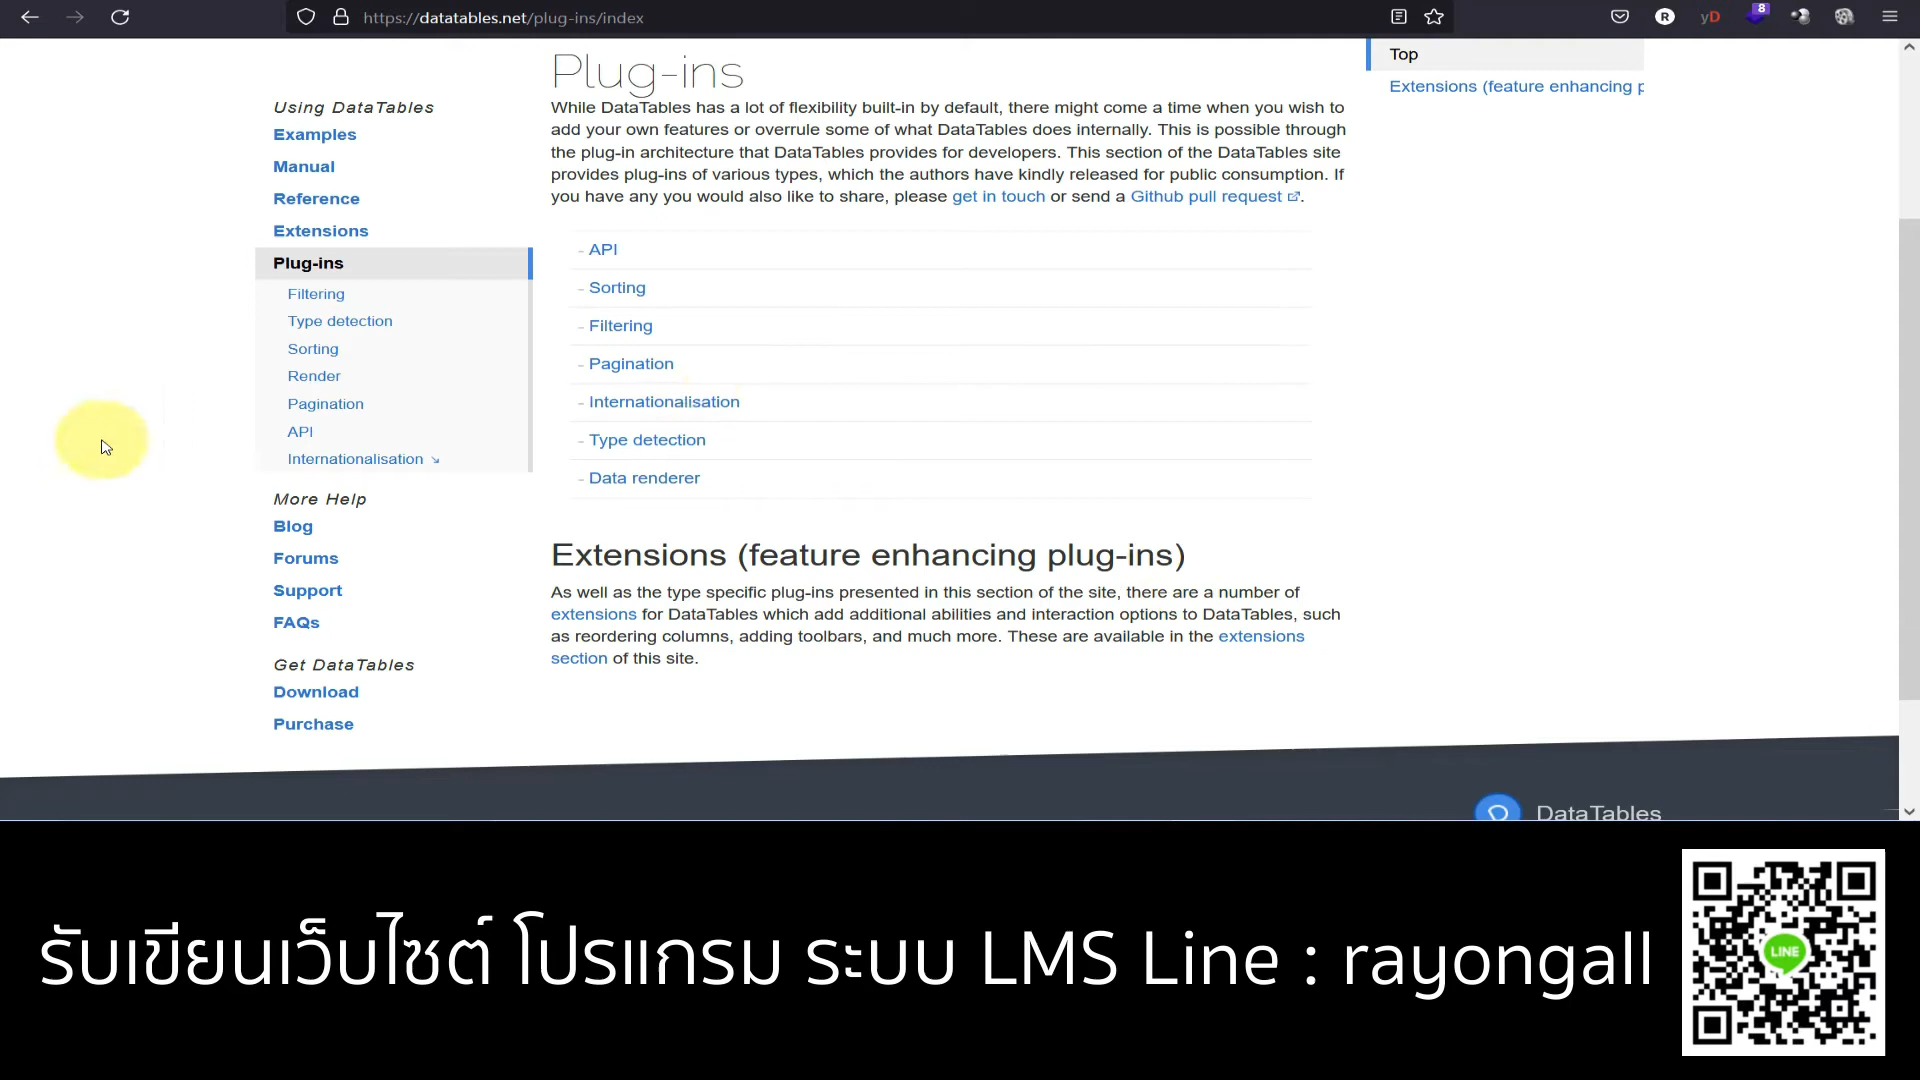 https://datatables.net/plug-ins/index
R
yD
8
Plug-ins
While DataTables has a lot of flexibility built-in by default, there might come a time when you wish to
add your own features or overrule some of what DataTables does internally. This is possible through
the plug-in architecture that DataTables provides for developers. This section of the DataTables site
provides plug-ins of various types, which the authors have kindly released for public consumption. If
you have any you would also like to share, please get in touch or send a Github pull request.
- API
- Sorting
- Filtering
- Pagination
- Internationalisation
- Type detection
- Data renderer
Extensions (feature enhancing plug-ins)
As well as the type specific plug-ins presented in this section of the site, there are a number of
extensions for DataTables which add additional abilities and interaction options to DataTables, such
as reordering columns, adding toolbars, and much more. These are available in the extensions
section of this site.
Using DataTables
Examples
Manual
Reference
Extensions
Plug-ins
Filtering
Type detection
Sorting
Render
Pagination
API
Internationalisation
More Help
Blog
Forums
Support
FAQs
Get DataTables
Download
Purchase
Top
Extensions (feature enhancing p
DataTables
รับเขียนเว็บไซต์ โปรแกรม ระบบ LMS Line : rayongall
LINE